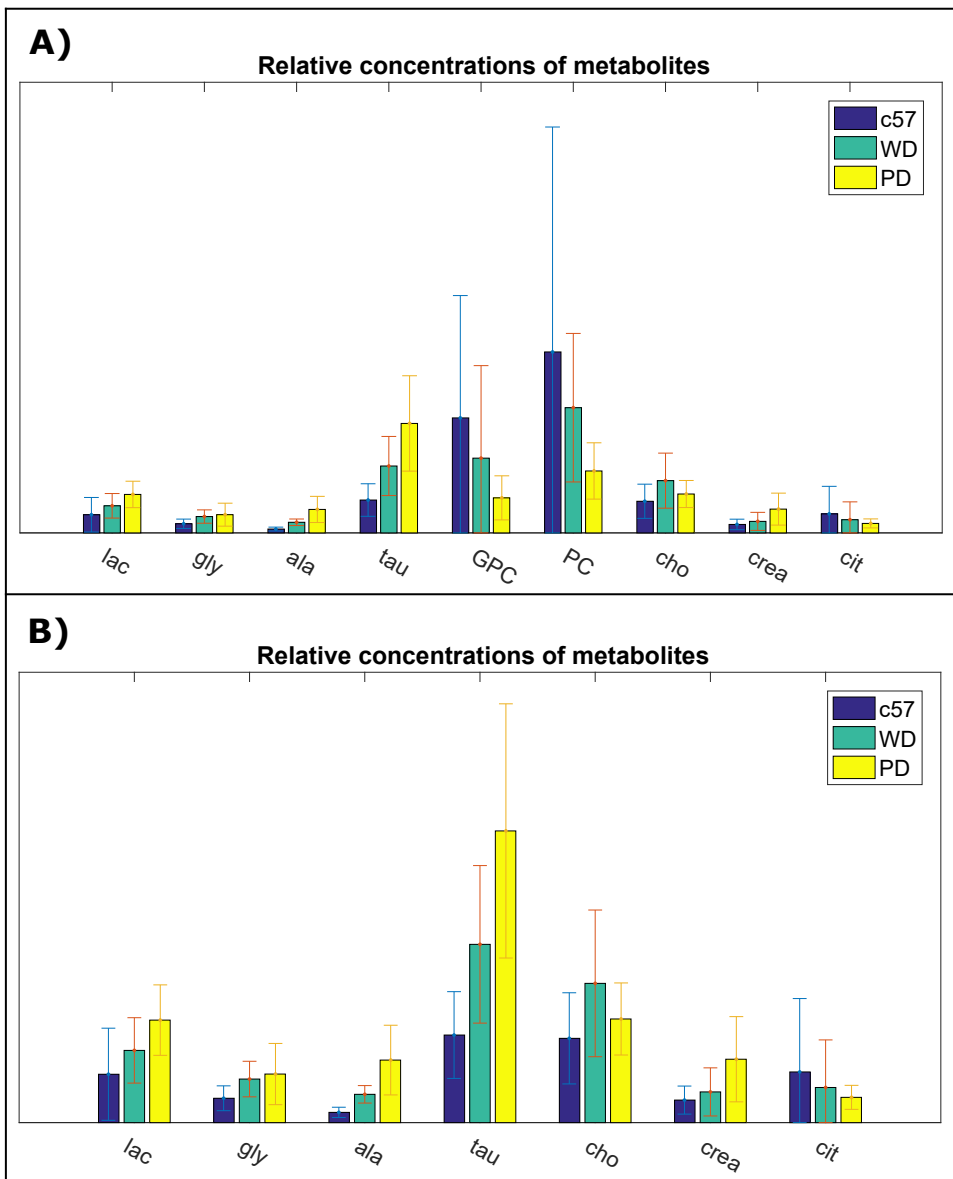 A)
Relative concentrations of metabolites
c57
WD
PD
lac gly ala tau GPC PC cho crea cit
B)
Relative concentrations of metabolites
c57
WD
PD
lac gly ala tau cho crea cit